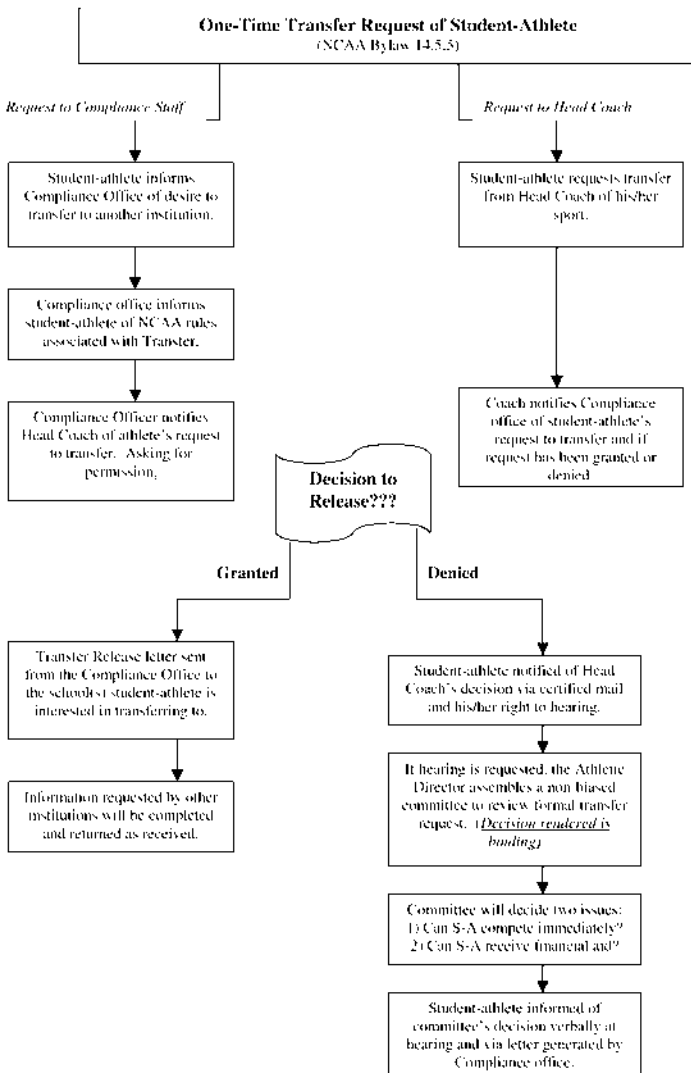 One-Time Transfer Request of Student-Athlete
(NCAA Bylaw 14.5.5)
Request to Compliance Staff
Request to Head Coach
Student-athlete informs
Compliance Office of desire to
transfer to another institution.
Student-athlete requests transfer
from Head Coach of his/her
sport.
Compliance office informs
student-athlete of NCAA rules
associated with Transfer.
Compliance Officer notifies
Head Coach of athlete's request
to transfer. Asking for
permission,
Coach notifies Compliance
office of student-athlete's
request to transfer and if
request has been granted or
denied
Decision to
Release???
Granted
Denied
Transfer Release letter sent
from the Compliance Office to
the school(s) student-athlete is
interested in transferring to.
Information requested by other
institutions will be completed
and returned as received.
Student-athlete notified of Head
Coach's decision via certified mail
and his/her right to hearing.
If hearing is requested, the Athletic
Director assembles a non biased
committee to review formal transfer
request. (Decision rendered is
binding)
Committee will decide two issues:
1) Can S-A compete immediately?
2) Can S-A receive financial aid?
Student-athlete informed of
committee's decision verbally at
hearing and via letter generated by
Compliance office.